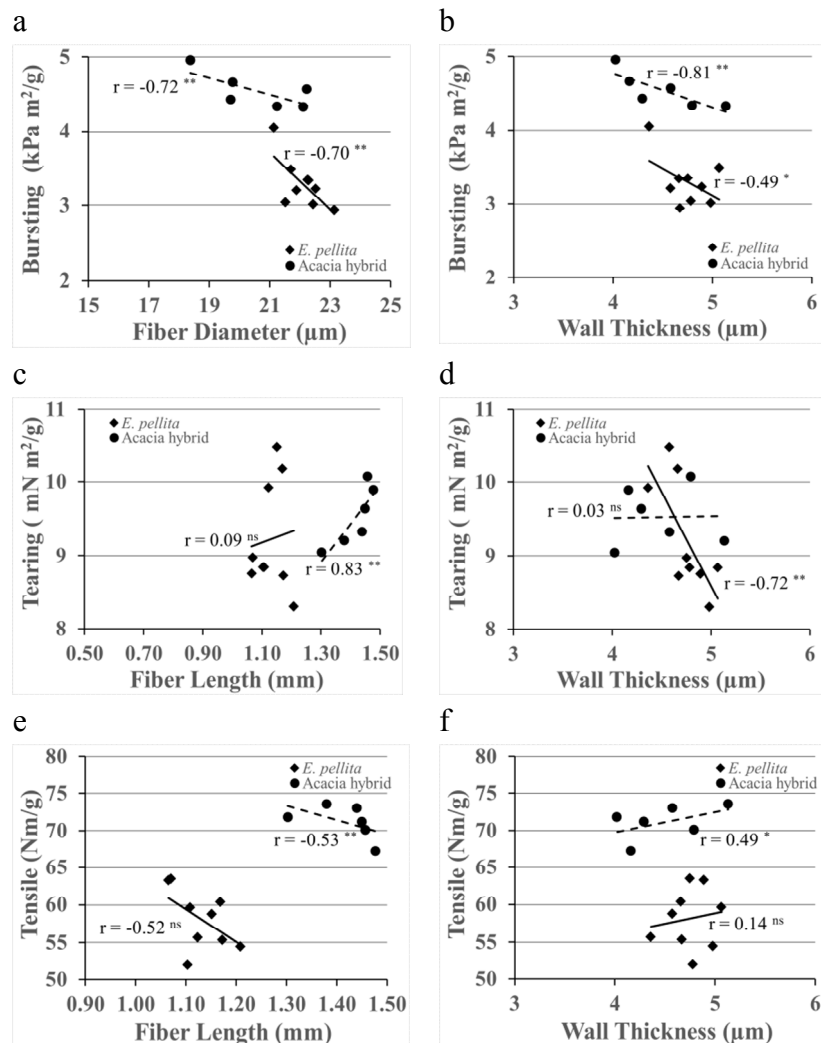 a
Bursting (kPa m²/g)
5
4
3
2
r = -0.72 **
r = -0.70 **
E. pellita
Acacia hybrid
15 17 19 21 23 25
Fiber Diameter (µm)
b
Bursting (kPa m²/g)
5
4
3
2
r = -0.81 **
r = -0.49 *
E. pellita
Acacia hybrid
3 4 5 6
Wall Thickness (µm)
c
Tearing ( mN m²/g)
11
10
9
8
E. pellita
Acacia hybrid
r = 0.09 ns
r = 0.83 **
0.50 0.70 0.90 1.10 1.30 1.50
Fiber Length (mm)
d
Tearing ( mN m²/g)
11
10
9
8
E. pellita
Acacia hybrid
r = 0.03 ns
r = -0.72 **
3 4 5 6
Wall Thickness (µm)
e
Tensile (Nm/g)
80
75
70
65
60
55
50
E. pellita
Acacia hybrid
r = -0.53 **
r = -0.52 ns
0.90 1.00 1.10 1.20 1.30 1.40 1.50
Fiber Length (mm)
f
Tensile (Nm/g)
80
75
70
65
60
55
50
E. pellita
Acacia hybrid
r = 0.49 *
r = 0.14 ns
3 4 5 6
Wall Thickness (µm)